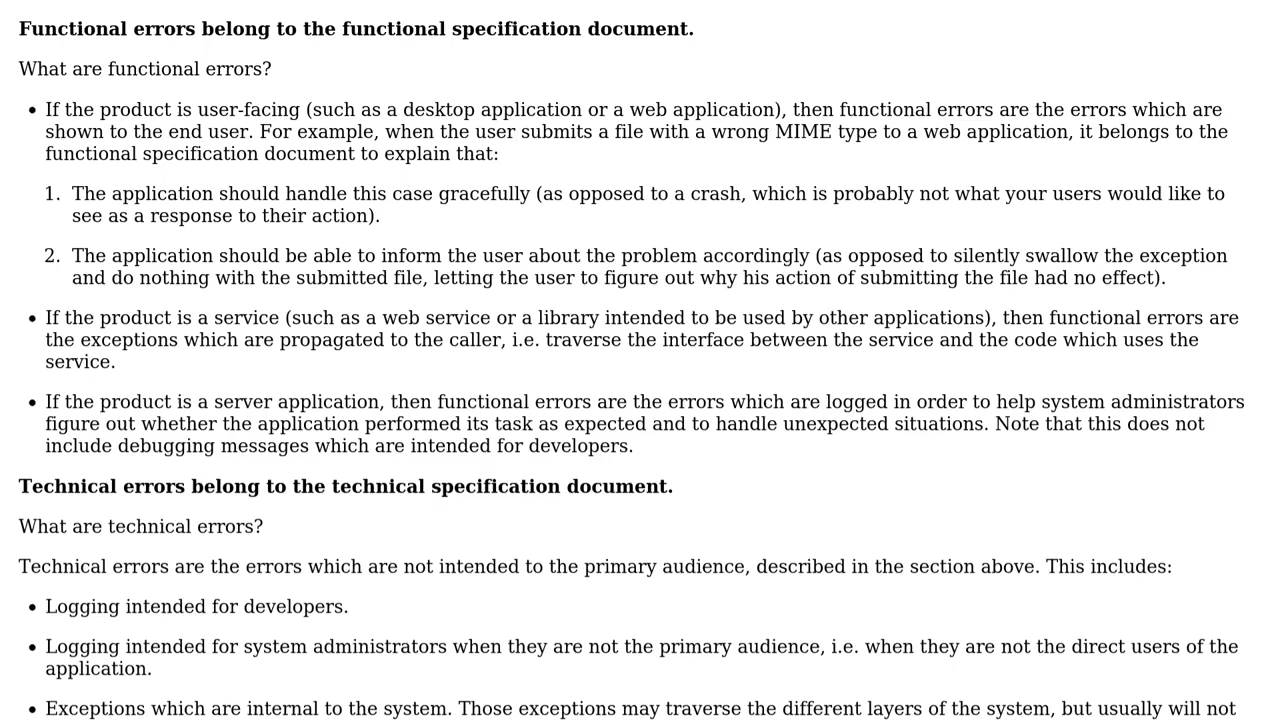 Functional errors belong to the functional specification document.
What are functional errors?
• If the product is user-facing (such as a desktop application or a web application), then functional errors are the errors which are
shown to the end user. For example, when the user submits a file with a wrong MIME type to a web application, it belongs to the
functional specification document to explain that:
1. The application should handle this case gracefully (as opposed to a crash, which is probably not what your users would like to
see as a response to their action).
2. The application should be able to inform the user about the problem accordingly (as opposed to silently swallow the exception
and do nothing with the submitted file, letting the user to figure out why his action of submitting the file had no effect).
• If the product is a service (such as a web service or a library intended to be used by other applications), then functional errors are
the exceptions which are propagated to the caller, i.e. traverse the interface between the service and the code which uses the
service.
• If the product is a server application, then functional errors are the errors which are logged in order to help system administrators
figure out whether the application performed its task as expected and to handle unexpected situations. Note that this does not
include debugging messages which are intended for developers.
Technical errors belong to the technical specification document.
What are technical errors?
Technical errors are the errors which are not intended to the primary audience, described in the section above. This includes:
• Logging intended for developers.
• Logging intended for system administrators when they are not the primary audience, i.e. when they are not the direct users of the
application.
• Exceptions which are internal to the system. Those exceptions may traverse the different layers of the system, but usually will not